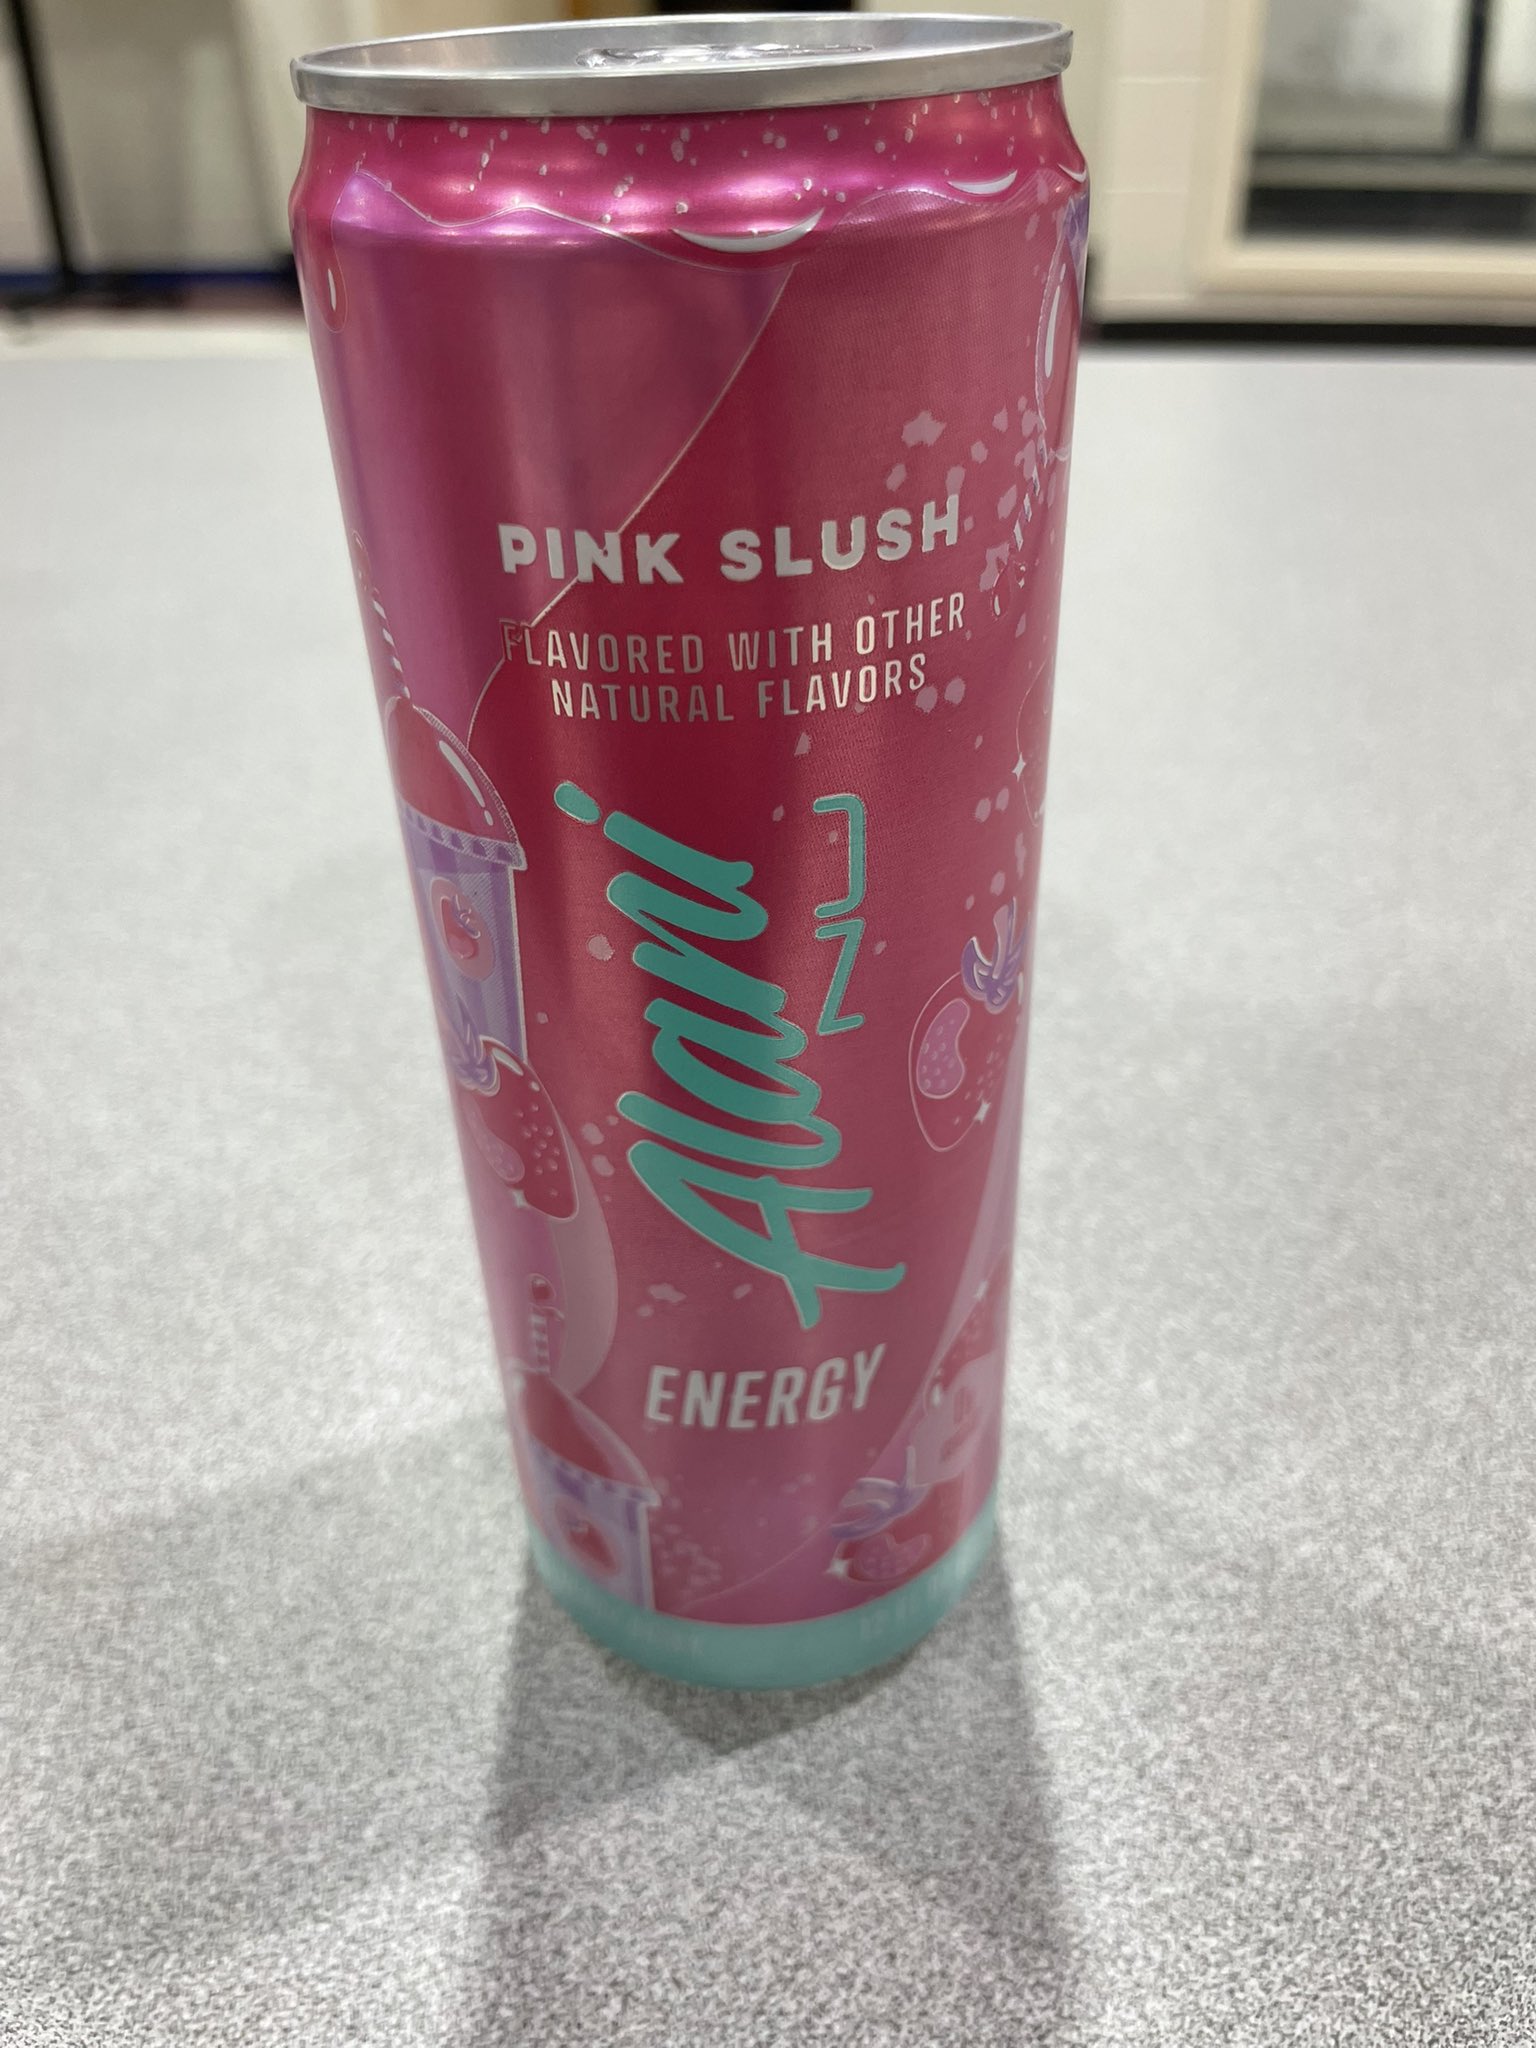 PINK SLUSH
FLAVORED WITH OTHER
NATURAL FLAVORS
Alani
NU
ENERGY